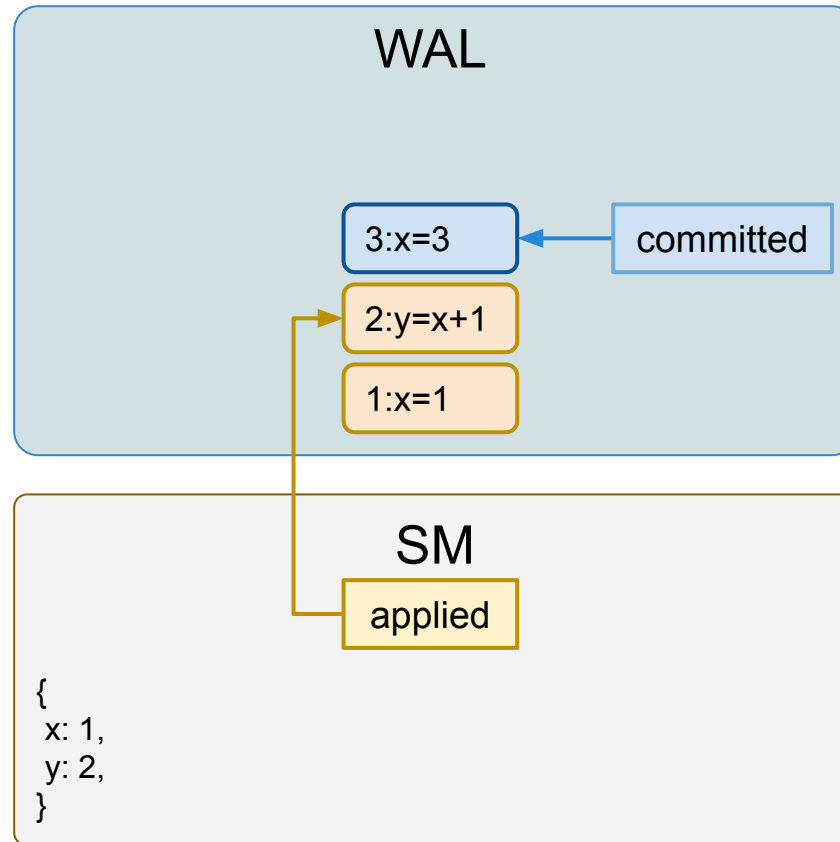 WAL
3:x=3
committed
2:y=x+1
1:x=1
SM
applied
{
x: 1,
y: 2,
}